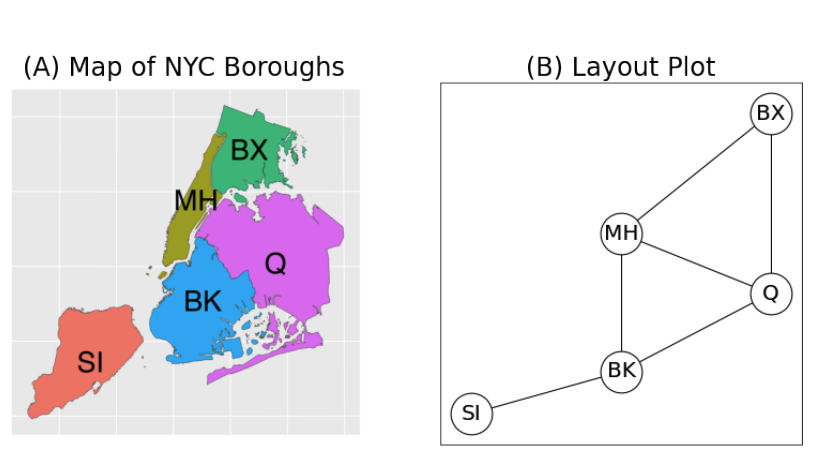 (A) Map of NYC Boroughs
BX
MH
Q
BK
SI
(B) Layout Plot
BX
MH
Q
BK
SI